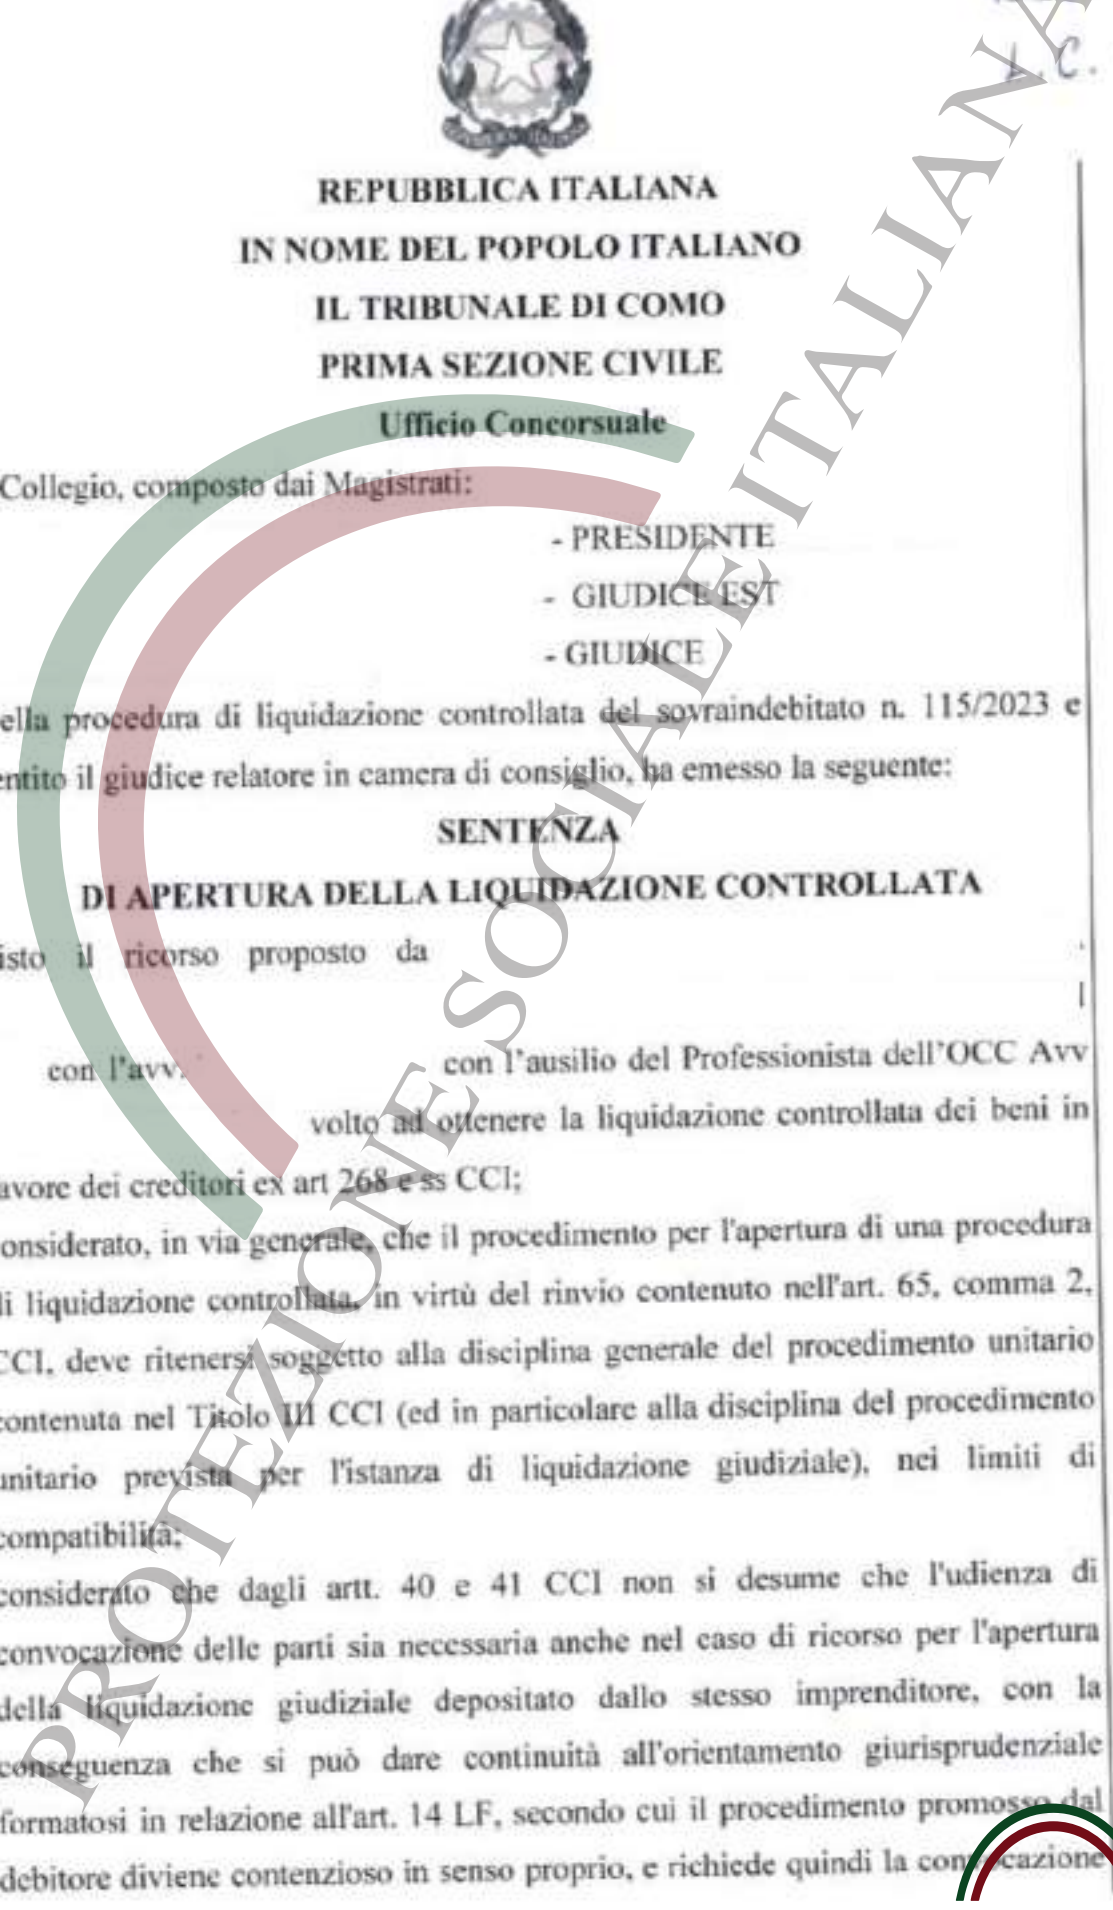 L.C.
REPUBBLICA ITALIANA
IN NOME DEL POPOLO ITALIANO
IL TRIBUNALE DI COMO
PRIMA SEZIONE CIVILE
Ufficio Concorsuale
Collegio, composto dai Magistrati:
- PRESIDENTE
- GIUDICE EST
- GIUDICE
ella procedura di liquidazione controllata del sovraindebitato n. 115/2023 e
entito il giudice relatore in camera di consiglio, ha emesso la seguente:
SENTENZA
DI APERTURA DELLA LIQUIDAZIONE CONTROLLATA
isto il ricorso proposto da
con l'avv. con l'ausilio del Professionista dell'OCC Avv
volto ad ottenere la liquidazione controllata dei beni in
avore dei creditori ex art 268 e ss CCI;
onsiderato, in via generale, che il procedimento per l'apertura di una procedura
di liquidazione controllata, in virtù del rinvio contenuto nell'art. 65, comma 2,
CCI, deve ritenersi soggetto alla disciplina generale del procedimento unitario
contenuta nel Titolo III CCI (ed in particolare alla disciplina del procedimento
unitario prevista per l'istanza di liquidazione giudiziale), nei limiti di
compatibilità;
considerato che dagli artt. 40 e 41 CCI non si desume che l'udienza di
convocazione delle parti sia necessaria anche nel caso di ricorso per l'apertura
della liquidazione giudiziale depositato dallo stesso imprenditore, con la
conseguenza che si può dare continuità all'orientamento giurisprudenziale
formatosi in relazione all'art. 14 LF, secondo cui il procedimento promosso dal
debitore diviene contenzioso in senso proprio, e richiede quindi la convocazione
PROTEZIONE SOCIALE ITALIANA